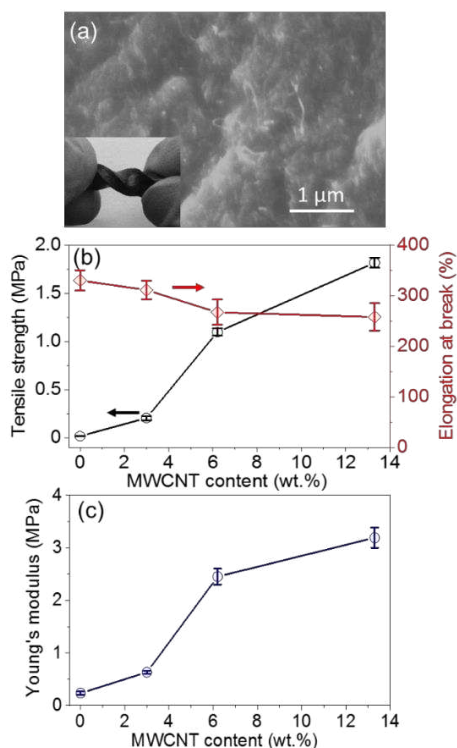 (a)
1 µm
(b)
Tensile strength (MPa)
2.0
1.5
1.0
0.5
0
Elongation at break (%)
400
300
200
100
0
0 2 4 6 8 10 12 14
MWCNT content (wt.%)
(c)
Young's modulus (MPa)
4
3
2
1
0
0 2 4 6 8 10 12 14
MWCNT content (wt.%)